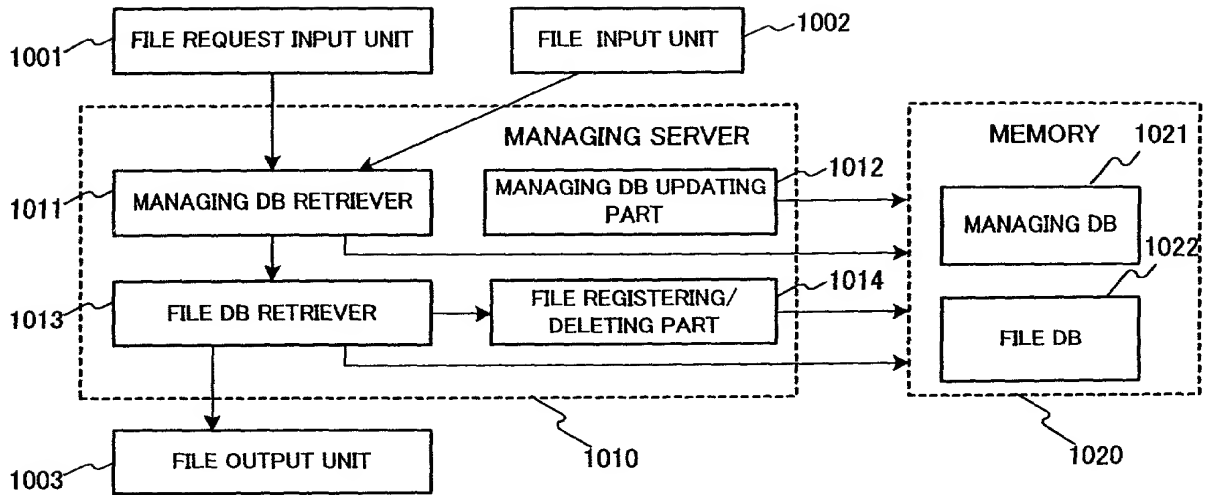 1001
FILE REQUEST INPUT UNIT
FILE INPUT UNIT
1002
MANAGING SERVER
MEMORY
1011
MANAGING DB RETRIEVER
MANAGING DB UPDATING
PART
1012
1021
MANAGING DB
1013
FILE DB RETRIEVER
FILE REGISTERING/
DELETING PART
1014
1022
FILE DB
1003
FILE OUTPUT UNIT
1010
1020